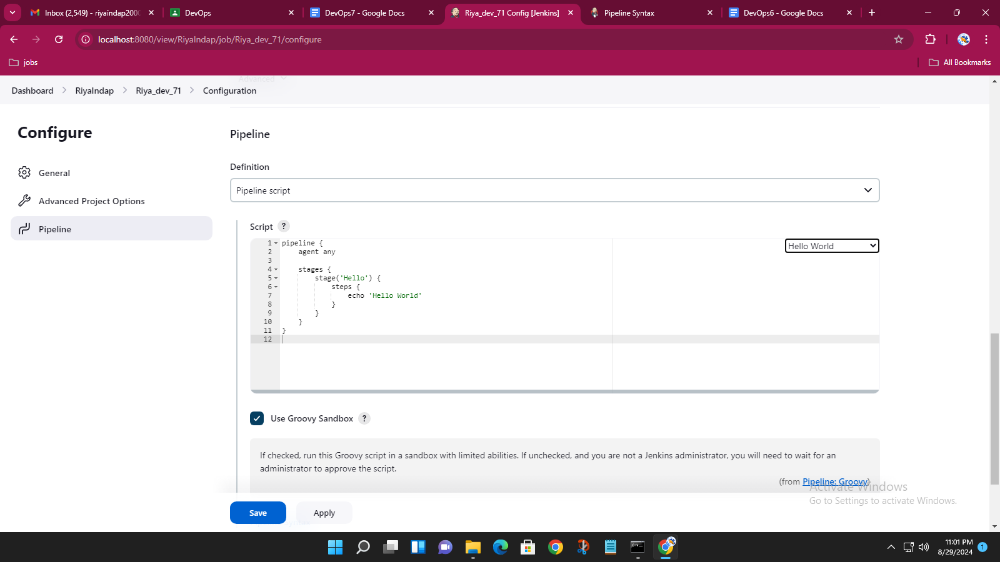 Inbox (2,549) - riyaindap200
DevOps
DevOps7 - Google Docs
Riya_dev_71 Config [Jenkins]
Pipeline Syntax
DevOps6 - Google Docs
localhost:8080/view/RiyaIndap/job/Riya_dev_71/configure
jobs
All Bookmarks
Advanced
Dashboard
RiyaIndap
Riya_dev_71
Configuration
Configure
General
Advanced Project Options
Pipeline
Pipeline
Definition
Pipeline script
Script ?
Hello World
1 pipeline {
2     agent any
3
4     stages {
5         stage('Hello') {
6             steps {
7                 echo 'Hello World'
8             }
9         }
10     }
11 }
12
Use Groovy Sandbox ?
If checked, run this Groovy script in a sandbox with limited abilities. If unchecked, and you are not a Jenkins administrator, you will need to wait for an
administrator to approve the script.
(from Pipeline: Groovy)
Activate Windows
Go to Settings to activate Windows.
Save
Apply
11:01 PM
8/29/2024
1